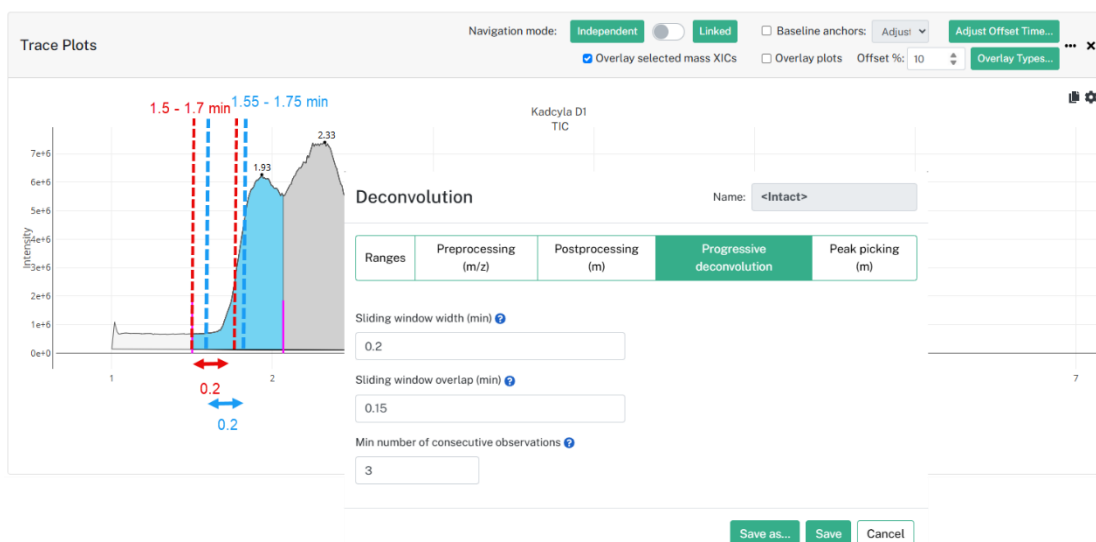 Trace Plots
Navigation mode: Independent Linked
Baseline anchors: Adjust Adjust Offset Time...
Overlay selected mass XICs
Overlay plots Offset %: 10 Overlay Types...
1.5 - 1.7 min
1.55 - 1.75 min
Kadcyla D1
TIC
Intensity
7e+6
6e+6
5e+6
4e+6
3e+6
2e+6
1e+6
0e+0
1.93
2.33
1
2
7
0.2
0.2
Deconvolution
Name: <Intact>
Ranges
Preprocessing
(m/z)
Postprocessing
(m)
Progressive
deconvolution
Peak picking
(m)
Sliding window width (min)
0.2
Sliding window overlap (min)
0.15
Min number of consecutive observations
3
Save as... Save Cancel